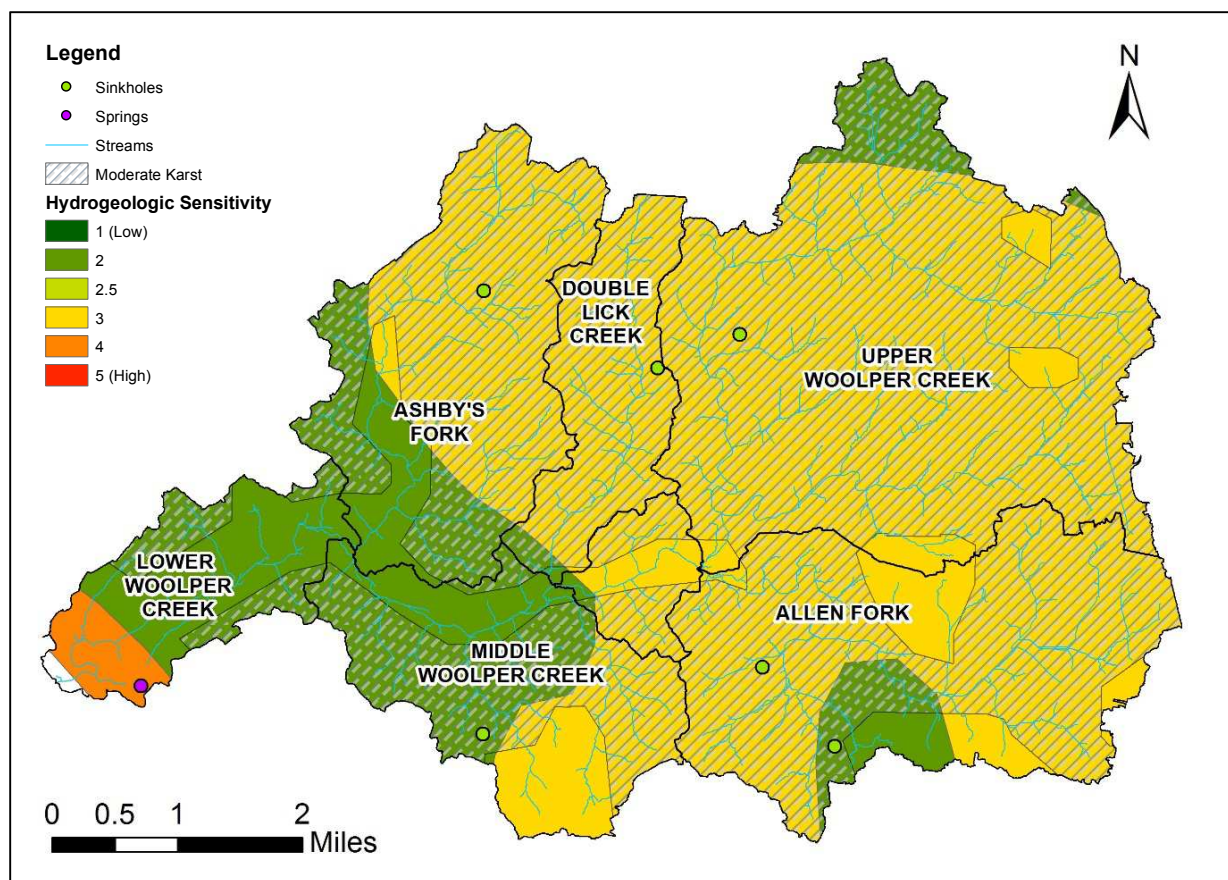 Legend
Sinkholes
Springs
Streams
Moderate Karst
Hydrogeologic Sensitivity
1 (Low)
2
2.5
3
4
5 (High)
N
DOUBLE
LICK
CREEK
UPPER
WOOLPER CREEK
ASHBY'S
FORK
LOWER
WOOLPER
CREEK
ALLEN FORK
MIDDLE
WOOLPER CREEK
0 0.5 1 2
Miles